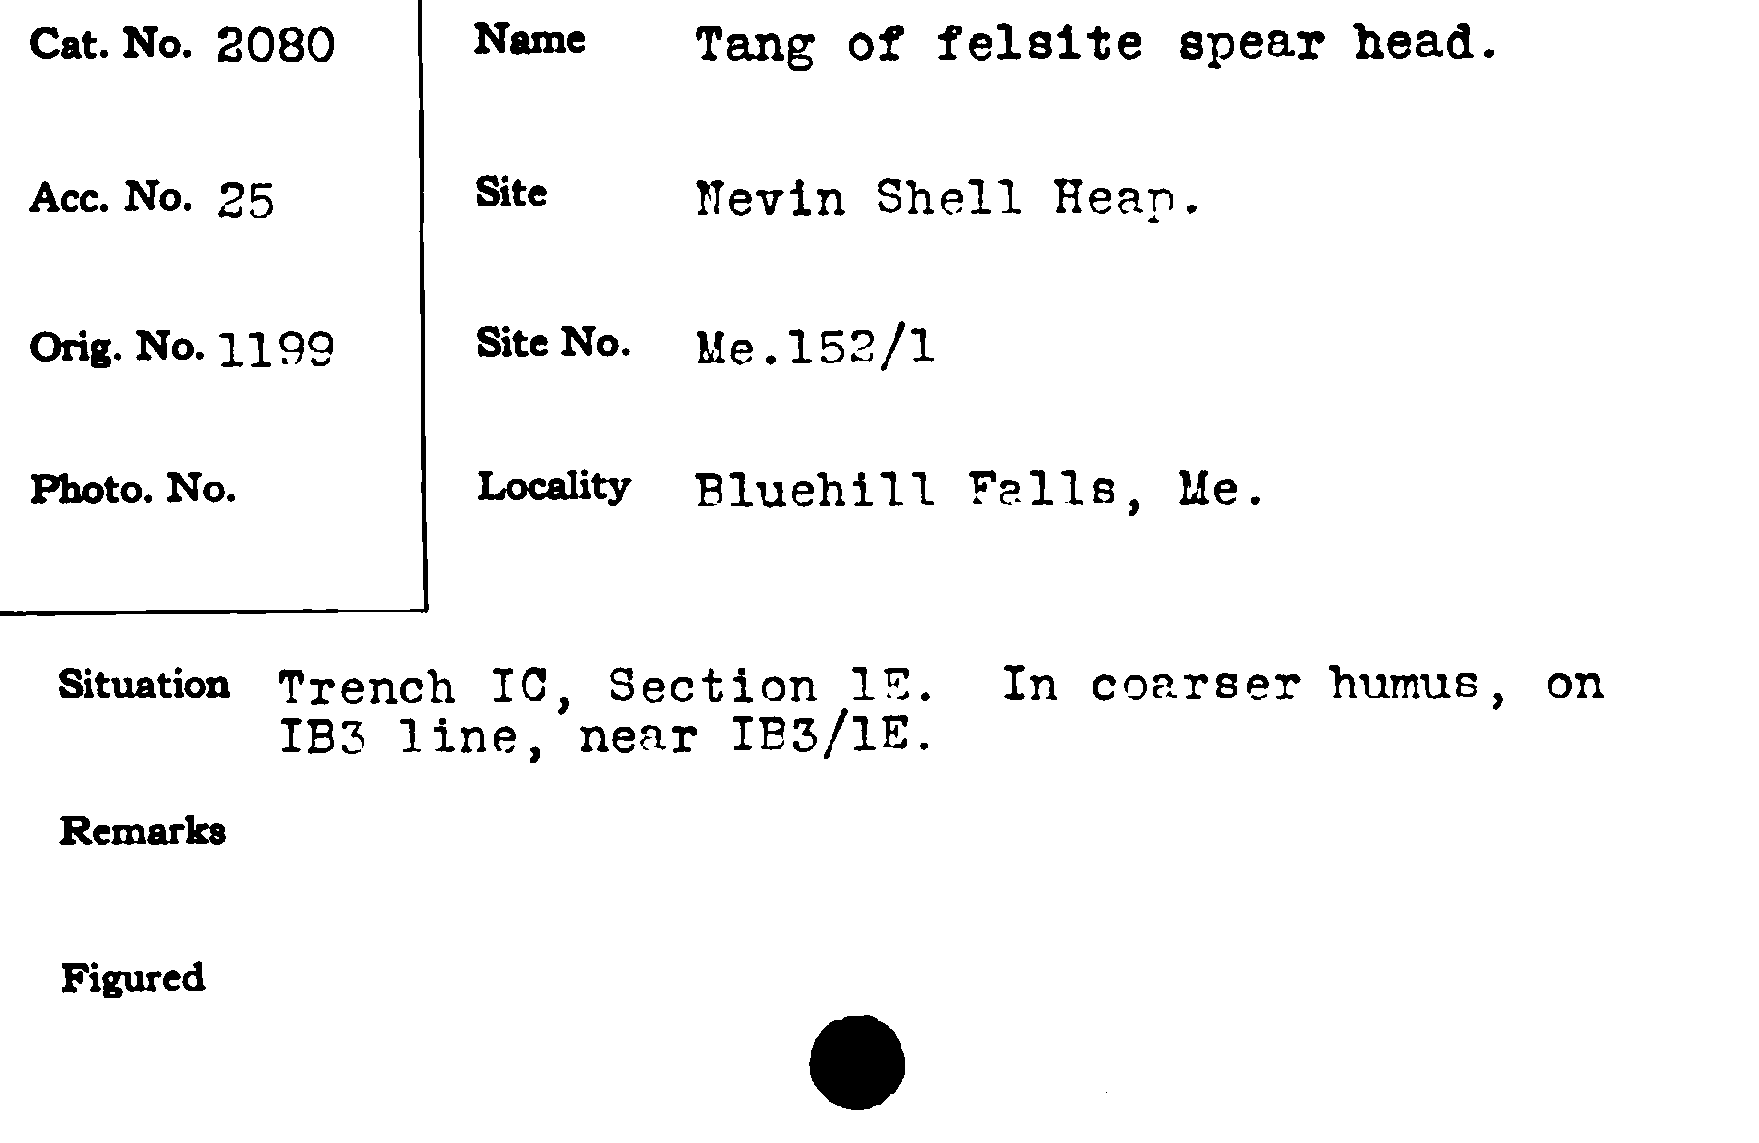 Cat. No. 2080
Name Tang of felsite spear head.
Acc. No. 25
Site Nevin Shell Heap.
Orig. No. 1199
Site No. Me.152/1
Photo. No.
Locality Bluehill Falls, Me.
Situation Trench IC, Section 1E. In coarser humus, on
IB3 line, near IB3/1E.
Remarks
Figured